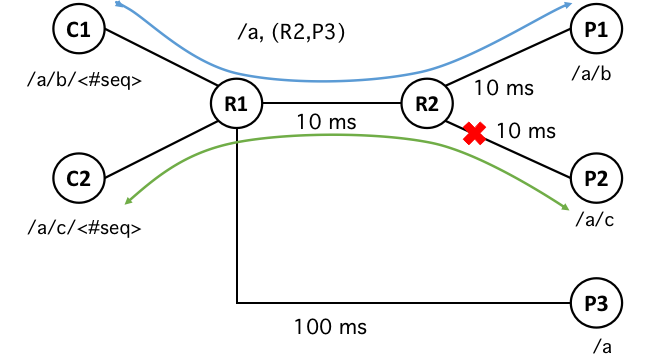 C1
/a, (R2,P3)
P1
/a/b/<#seq>
/a/b
10 ms
R1
R2
10 ms
10 ms
C2
P2
/a/c/<#seq>
/a/c
P3
100 ms
/a